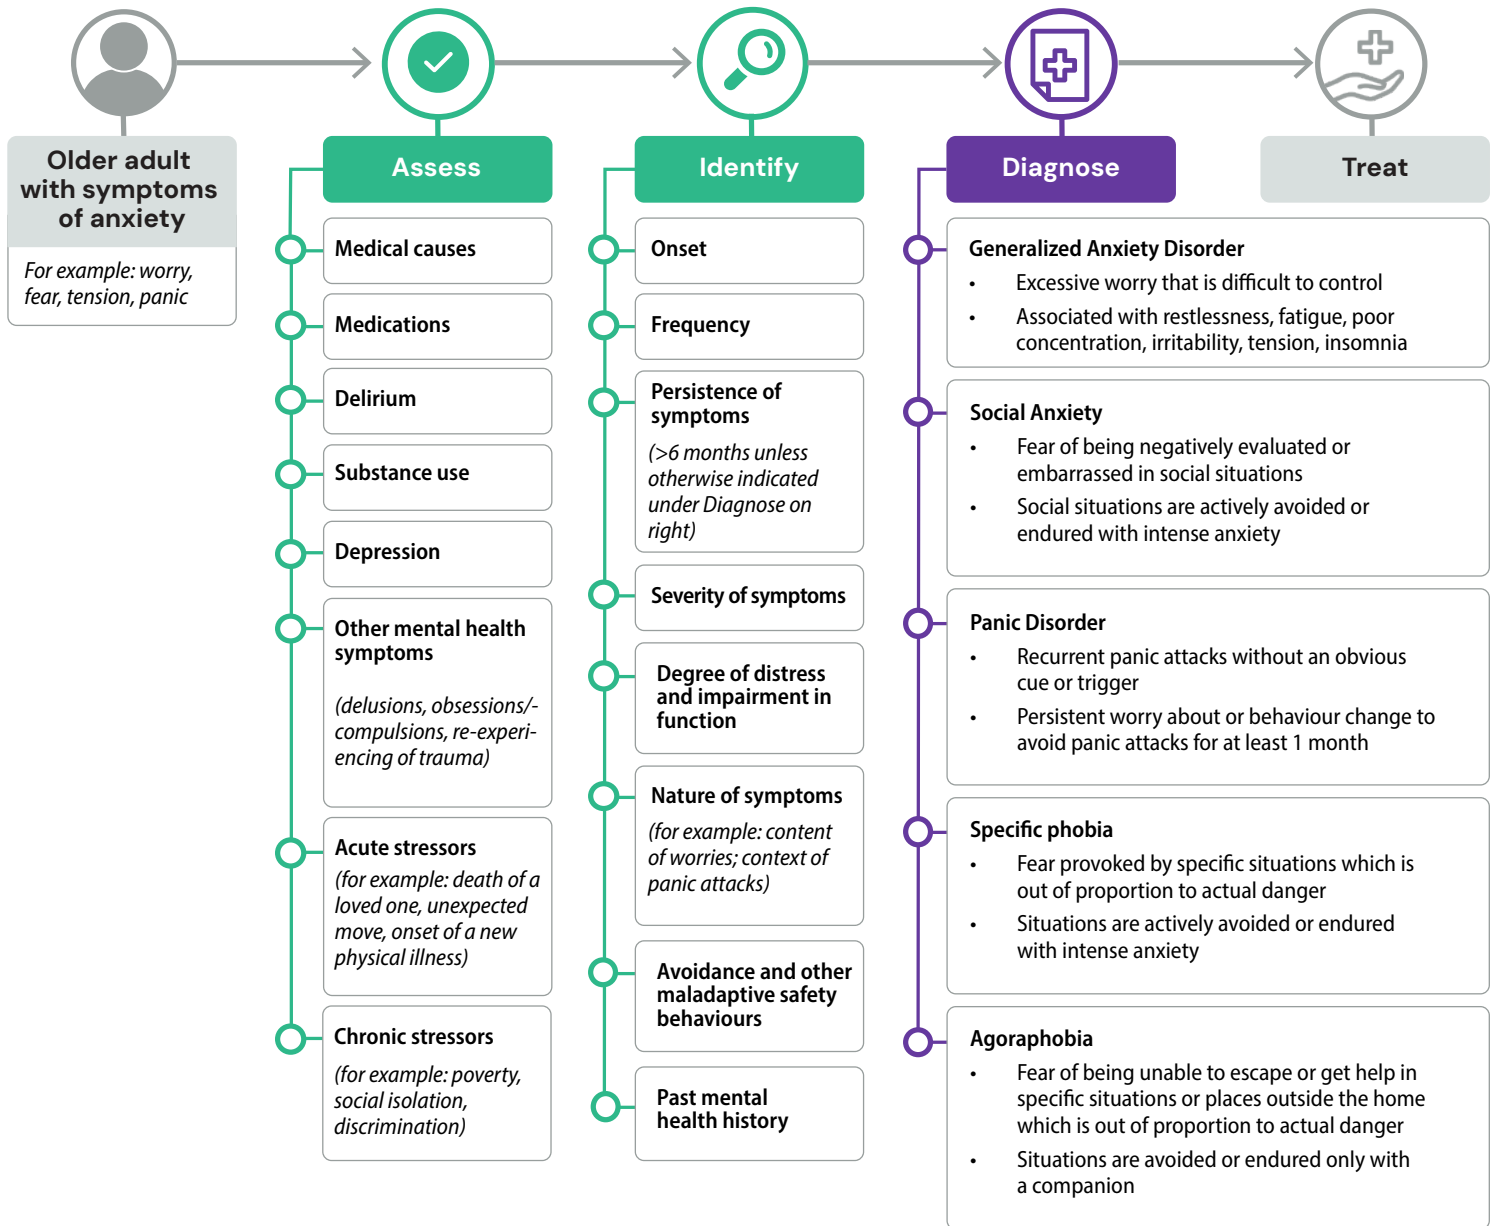 Older adult
with symptoms
of anxiety
For example: worry,
fear, tension, panic
Assess
Medical causes
Medications
Delirium
Substance use
Depression
Other mental health
symptoms
(delusions, obsessions/-
compulsions, re-experi-
encing of trauma)
Acute stressors
(for example: death of a
loved one, unexpected
move, onset of a new
physical illness)
Chronic stressors
(for example: poverty,
social isolation,
discrimination)
Identify
Onset
Frequency
Persistence of
symptoms
(>6 months unless
otherwise indicated
under Diagnose on
right)
Severity of symptoms
Degree of distress
and impairment in
function
Nature of symptoms
(for example: content
of worries; context of
panic attacks)
Avoidance and other
maladaptive safety
behaviours
Past mental
health history
Diagnose
Generalized Anxiety Disorder
• Excessive worry that is difficult to control
• Associated with restlessness, fatigue, poor
concentration, irritability, tension, insomnia
Social Anxiety
• Fear of being negatively evaluated or
embarrassed in social situations
• Social situations are actively avoided or
endured with intense anxiety
Panic Disorder
• Recurrent panic attacks without an obvious
cue or trigger
• Persistent worry about or behaviour change to
avoid panic attacks for at least 1 month
Specific phobia
• Fear provoked by specific situations which is
out of proportion to actual danger
• Situations are actively avoided or endured
with intense anxiety
Agoraphobia
• Fear of being unable to escape or get help in
specific situations or places outside the home
which is out of proportion to actual danger
• Situations are avoided or endured only with
a companion
Treat